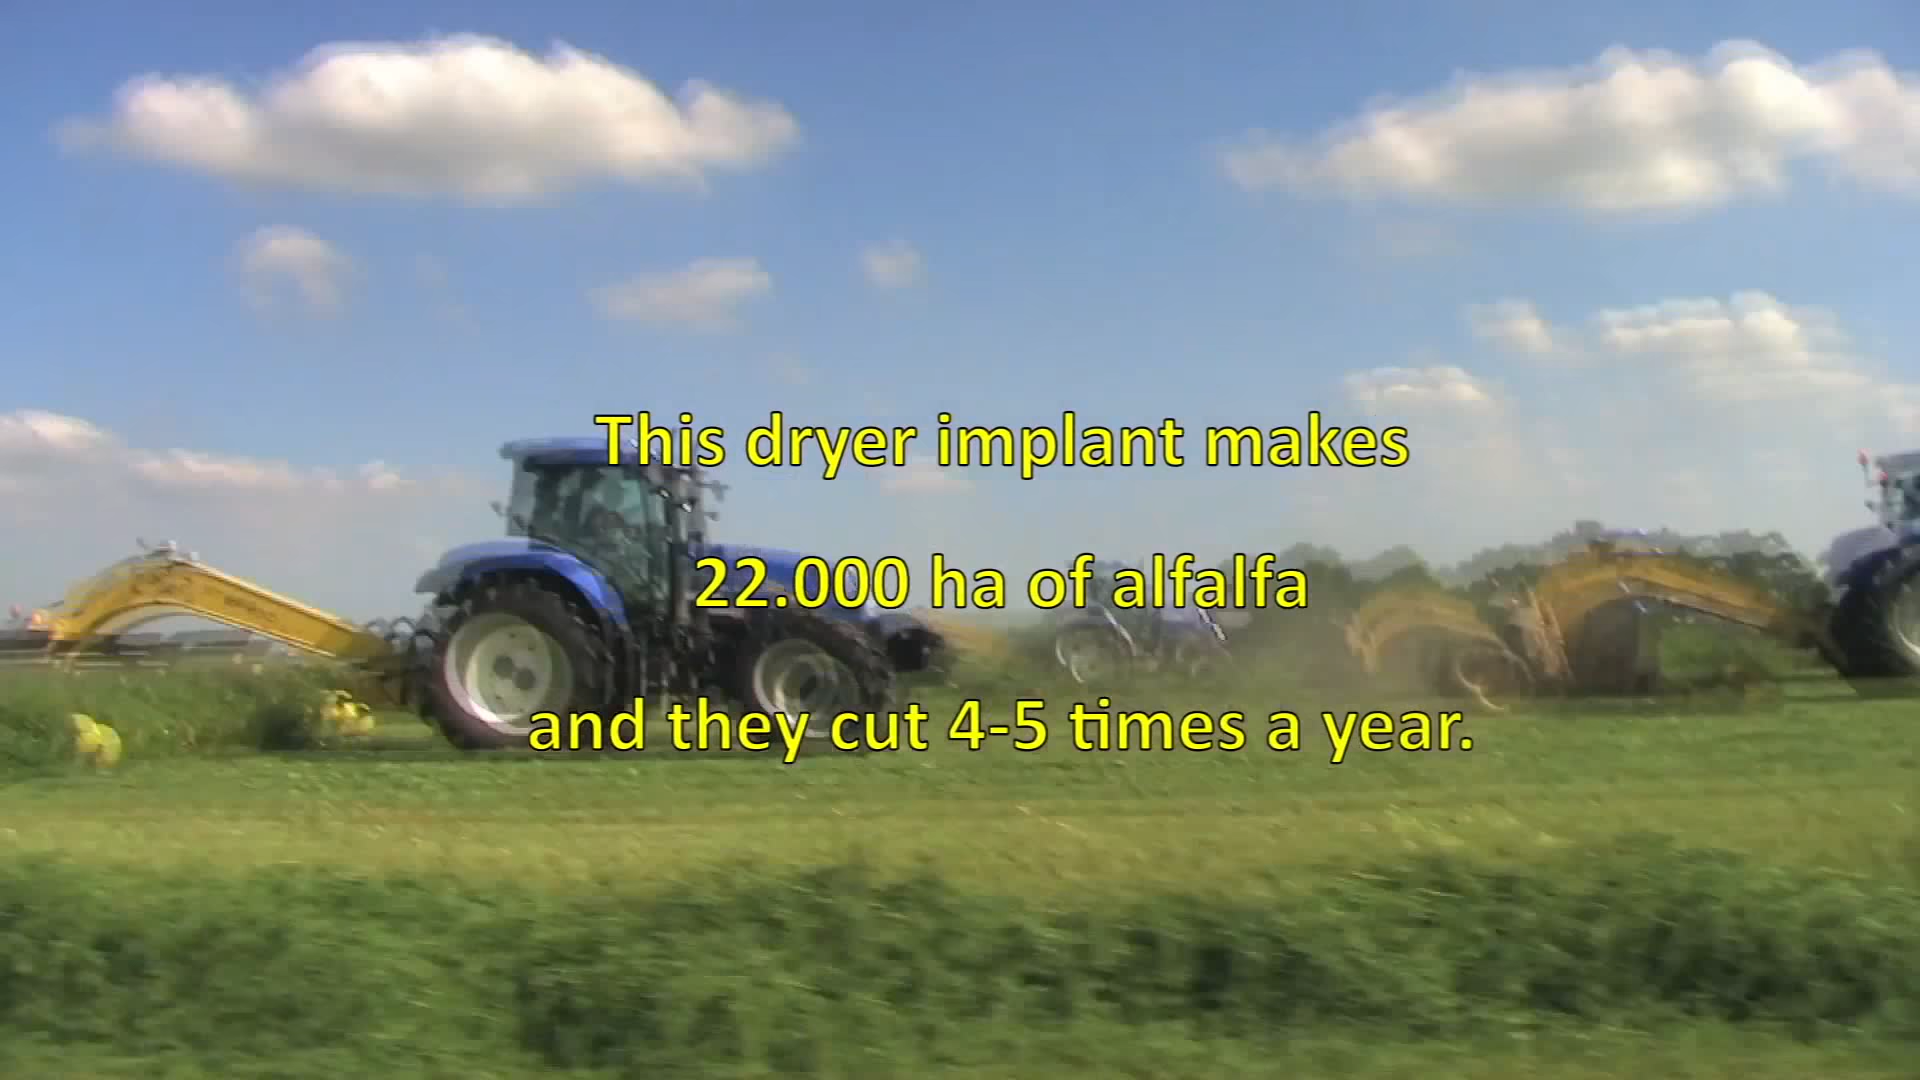 This dryer implant makes
22.000 ha of alfalfa
and they cut 4-5 times a year.